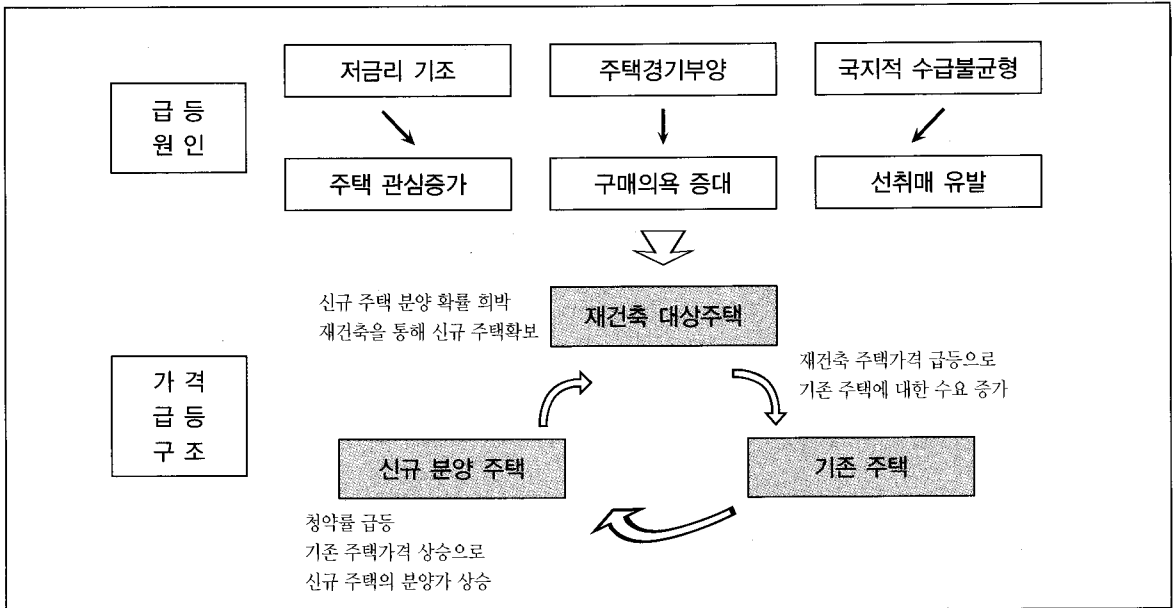 저금리 기조
주택경기부양
국지적 수급불균형
급 등
원 인
주택 관심증가
구매의욕 증대
선취매 유발
신규 주택 분양 확률 희박
재건축을 통해 신규 주택확보
재건축 대상주택
재건축 주택가격 급등으로
기존 주택에 대한 수요 증가
가 격
급 등
구 조
신규 분양 주택
기존 주택
청약률 급등
기존 주택가격 상승으로
신규 주택의 분양가 상승